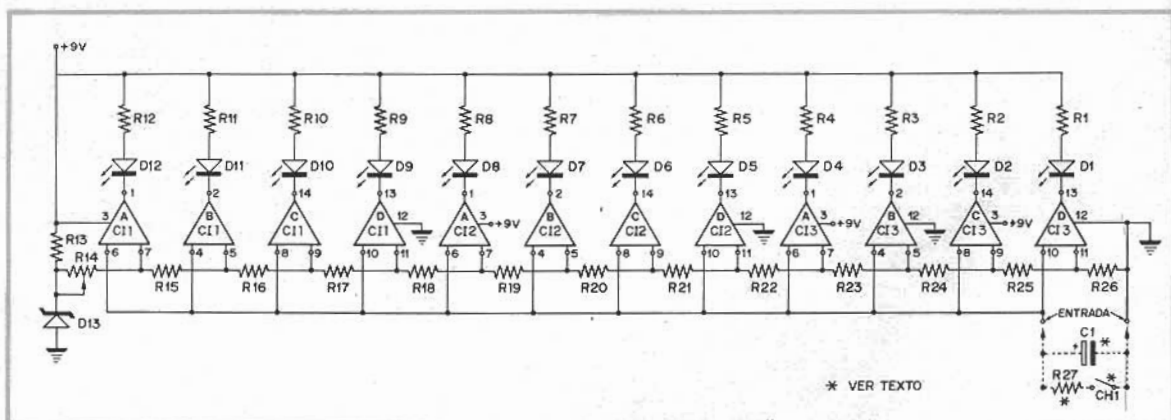 +9V
R12 R11 R10 R9 R8 R7 R6 R5 R4 R3 R2 R1
D12 D11 D10 D9 D8 D7 D6 D5 D4 D3 D2 D1
1 2 14 13 1 2 14 13 1 2 14 13
3 A B C D 12 A 3 +9V B C D 12 A 3 +9V B 12 C 3 +9V D 12
CI1 CI1 CI1 CI1 CI2 CI2 CI2 CI2 CI3 CI3 CI3 CI3
6 7 4 5 8 9 10 11 6 7 4 5 8 9 10 11 6 7 4 5 8 9 10 11
R13
R14 R15 R16 R17 R18 R19 R20 R21 R22 R23 R24 R25 R26
D13
ENTRADA
C1
+ *
R27 *
* CH1
* VER TEXTO